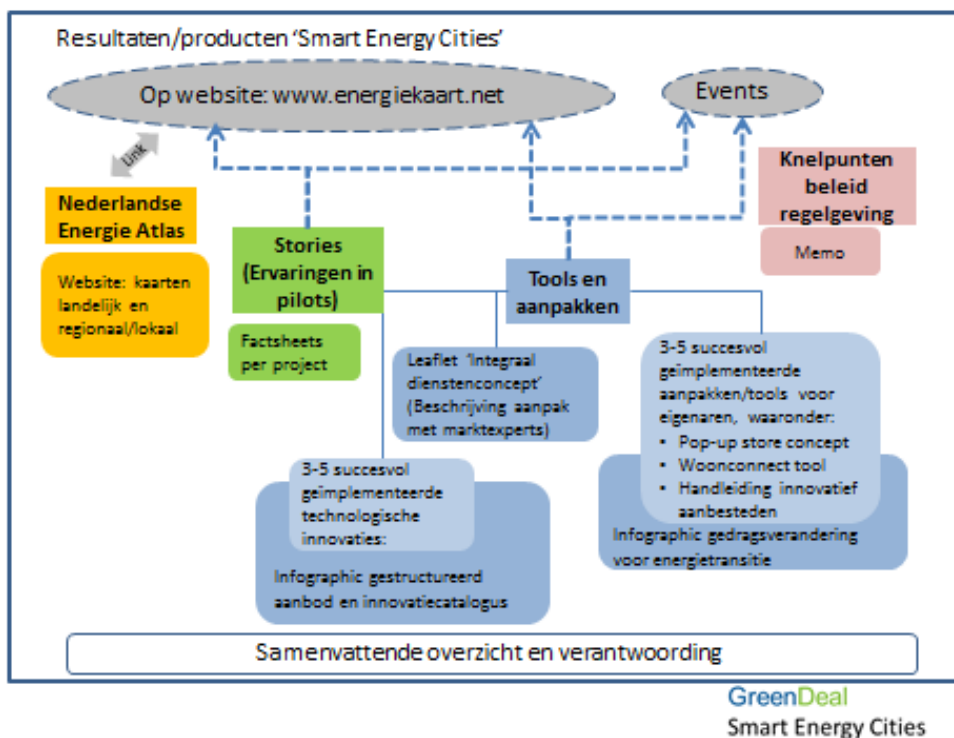 Resultaten/producten ‘Smart Energy Cities’
Op website: www.energiekaart.net
Events
Link
Nederlandse
Energie Atlas
Website: kaarten
landelijk en
regionaal/lokaal
Stories
(Ervaringen in
pilots)
Factsheets
per project
Tools en
aanpakken
Knelpunten
beleid
regelgeving
Memo
Leaflet ‘Integraal
dienstenconcept’
(Beschrijving aanpak
met marktexperts)
3-5 succesvol
geïmplementeerde
aanpakken/tools voor
eigenaren, waaronder:
• Pop-up store concept
• Woonconnect tool
• Handleiding innovatief
aanbesteden
Infographic gedragsverandering
voor energietransitie
3-5 succesvol
geïmplementeerde
technologische
innovaties:
Infographic gestructureerd
aanbod en innovatiecatalogus
Samenvattende overzicht en verantwoording
GreenDeal
Smart Energy Cities